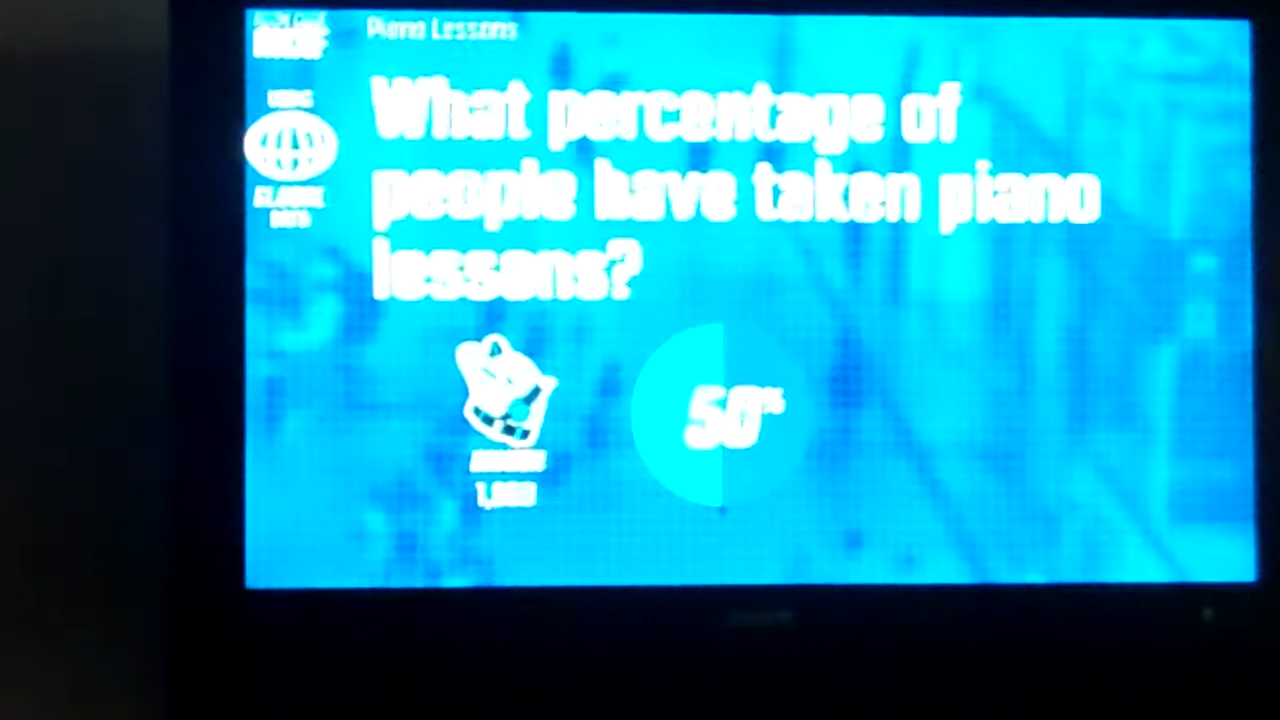 Piano Lessons
What percentage of
people have taken piano
lessons?
50%